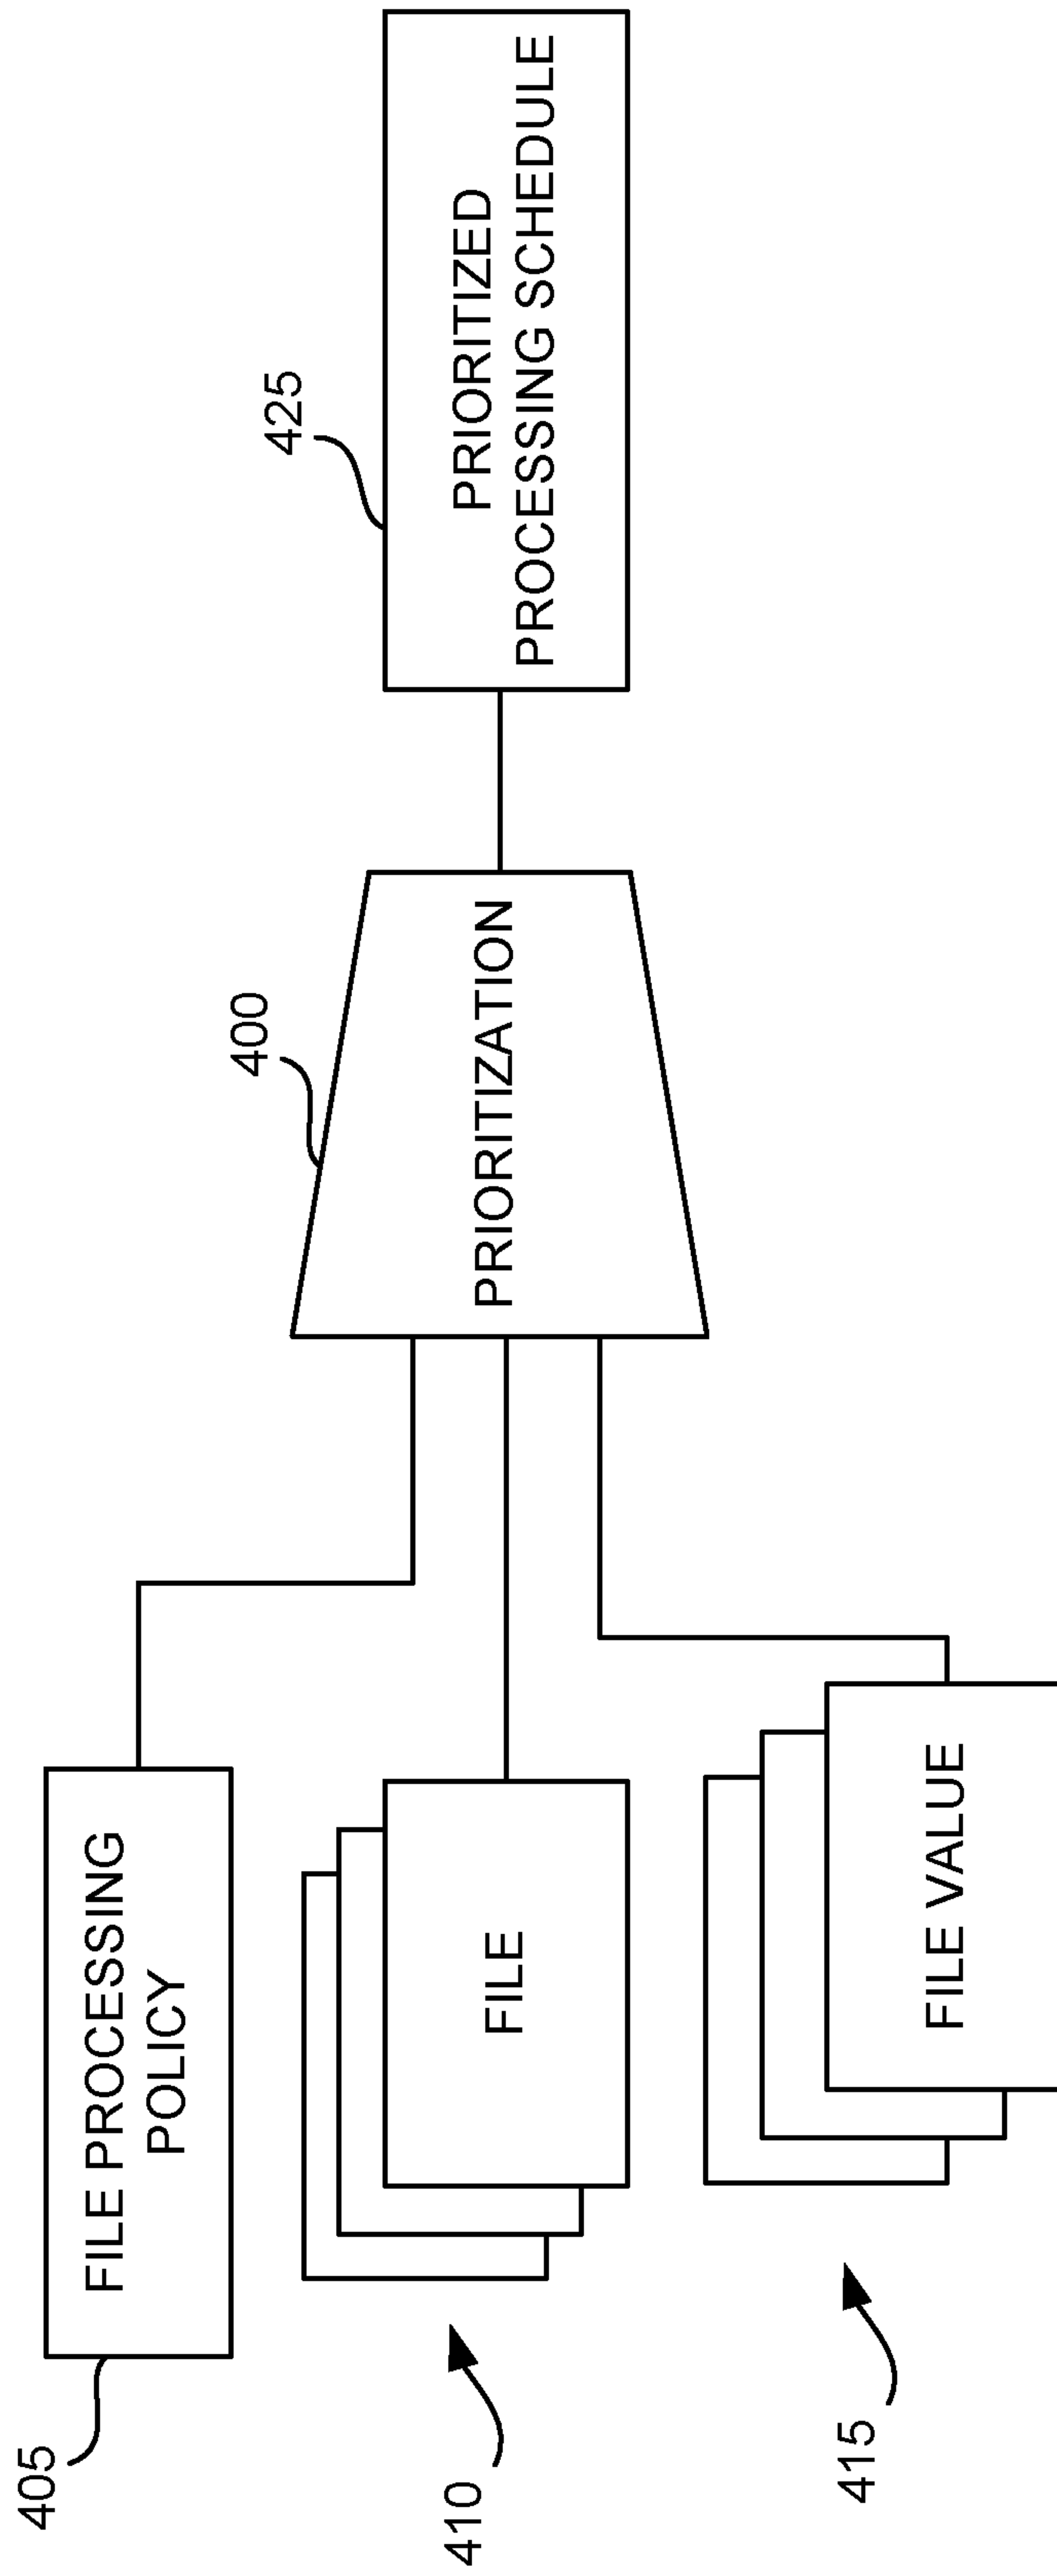 405
FILE PROCESSING
POLICY
410
FILE
415
FILE VALUE
400
PRIORITIZATION
425
PRIORITIZED
PROCESSING SCHEDULE